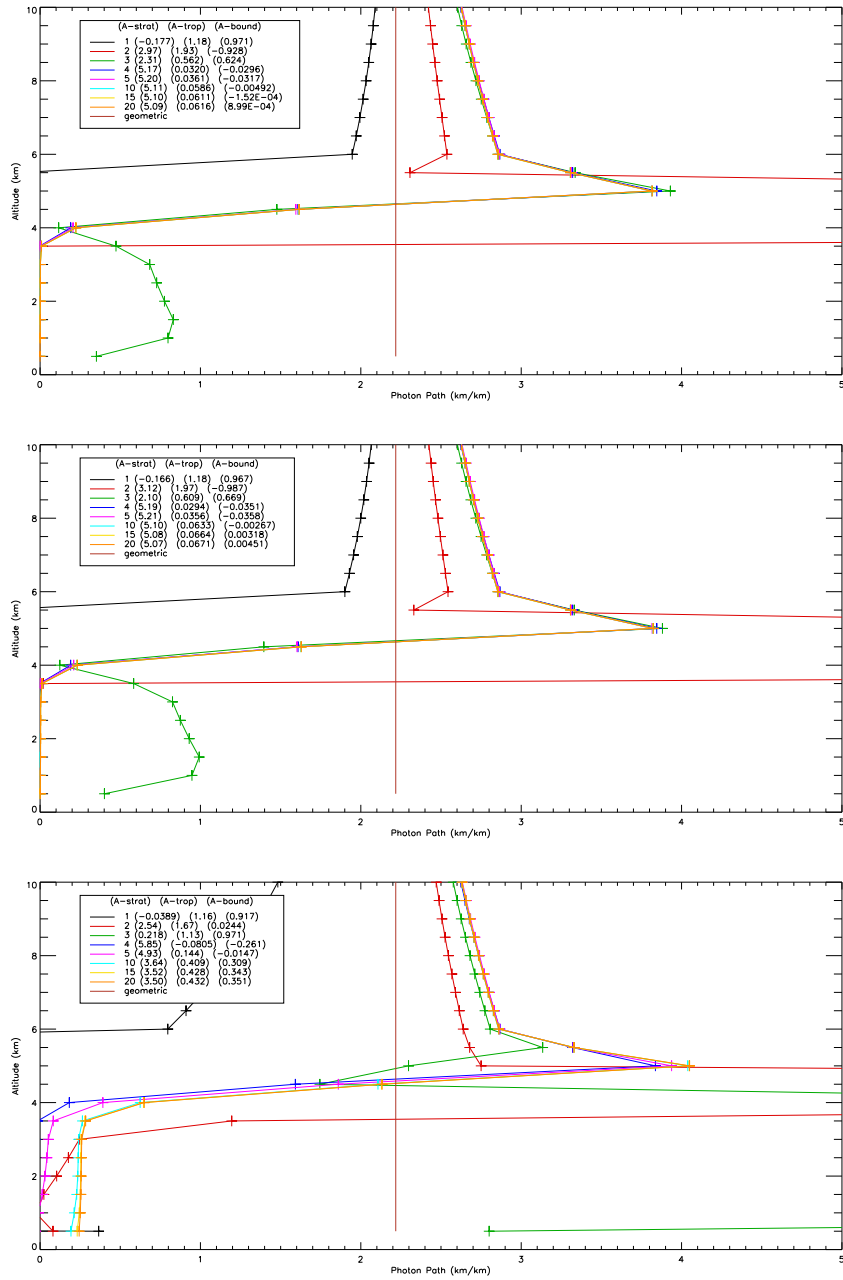 (A-strat) (A-trop) (A-bound)
1 (-0.177) (1.18) (0.971)
2 (2.97) (1.93) (-0.928)
3 (2.31) (0.562) (0.624)
4 (5.17) (0.0320) (-0.0296)
5 (5.20) (0.0361) (-0.0317)
10 (5.11) (0.0586) (-0.00492)
15 (5.10) (0.0611) (-1.52E-04)
20 (5.09) (0.0616) (8.99E-04)
geometric
10
8
6
4
2
0
Altitude (km)
0 1 2 3 4 5
Photon Path (km/km)
(A-strat) (A-trop) (A-bound)
1 (-0.166) (1.18) (0.967)
2 (3.12) (1.97) (-0.987)
3 (2.10) (0.609) (0.669)
4 (5.19) (0.0294) (-0.0351)
5 (5.21) (0.0356) (-0.0358)
10 (5.10) (0.0633) (-0.00267)
15 (5.08) (0.0664) (0.00318)
20 (5.07) (0.0671) (0.00451)
geometric
10
8
6
4
2
0
Altitude (km)
0 1 2 3 4 5
Photon Path (km/km)
(A-strat) (A-trop) (A-bound)
1 (-0.0389) (1.16) (0.917)
2 (2.54) (1.67) (0.0244)
3 (0.218) (1.13) (0.971)
4 (5.85) (-0.0805) (-0.261)
5 (4.93) (0.144) (-0.0147)
10 (3.64) (0.409) (0.309)
15 (3.52) (0.428) (0.343)
20 (3.50) (0.432) (0.351)
geometric
10
8
6
4
2
0
Altitude (km)
0 1 2 3 4 5
Photon Path (km/km)